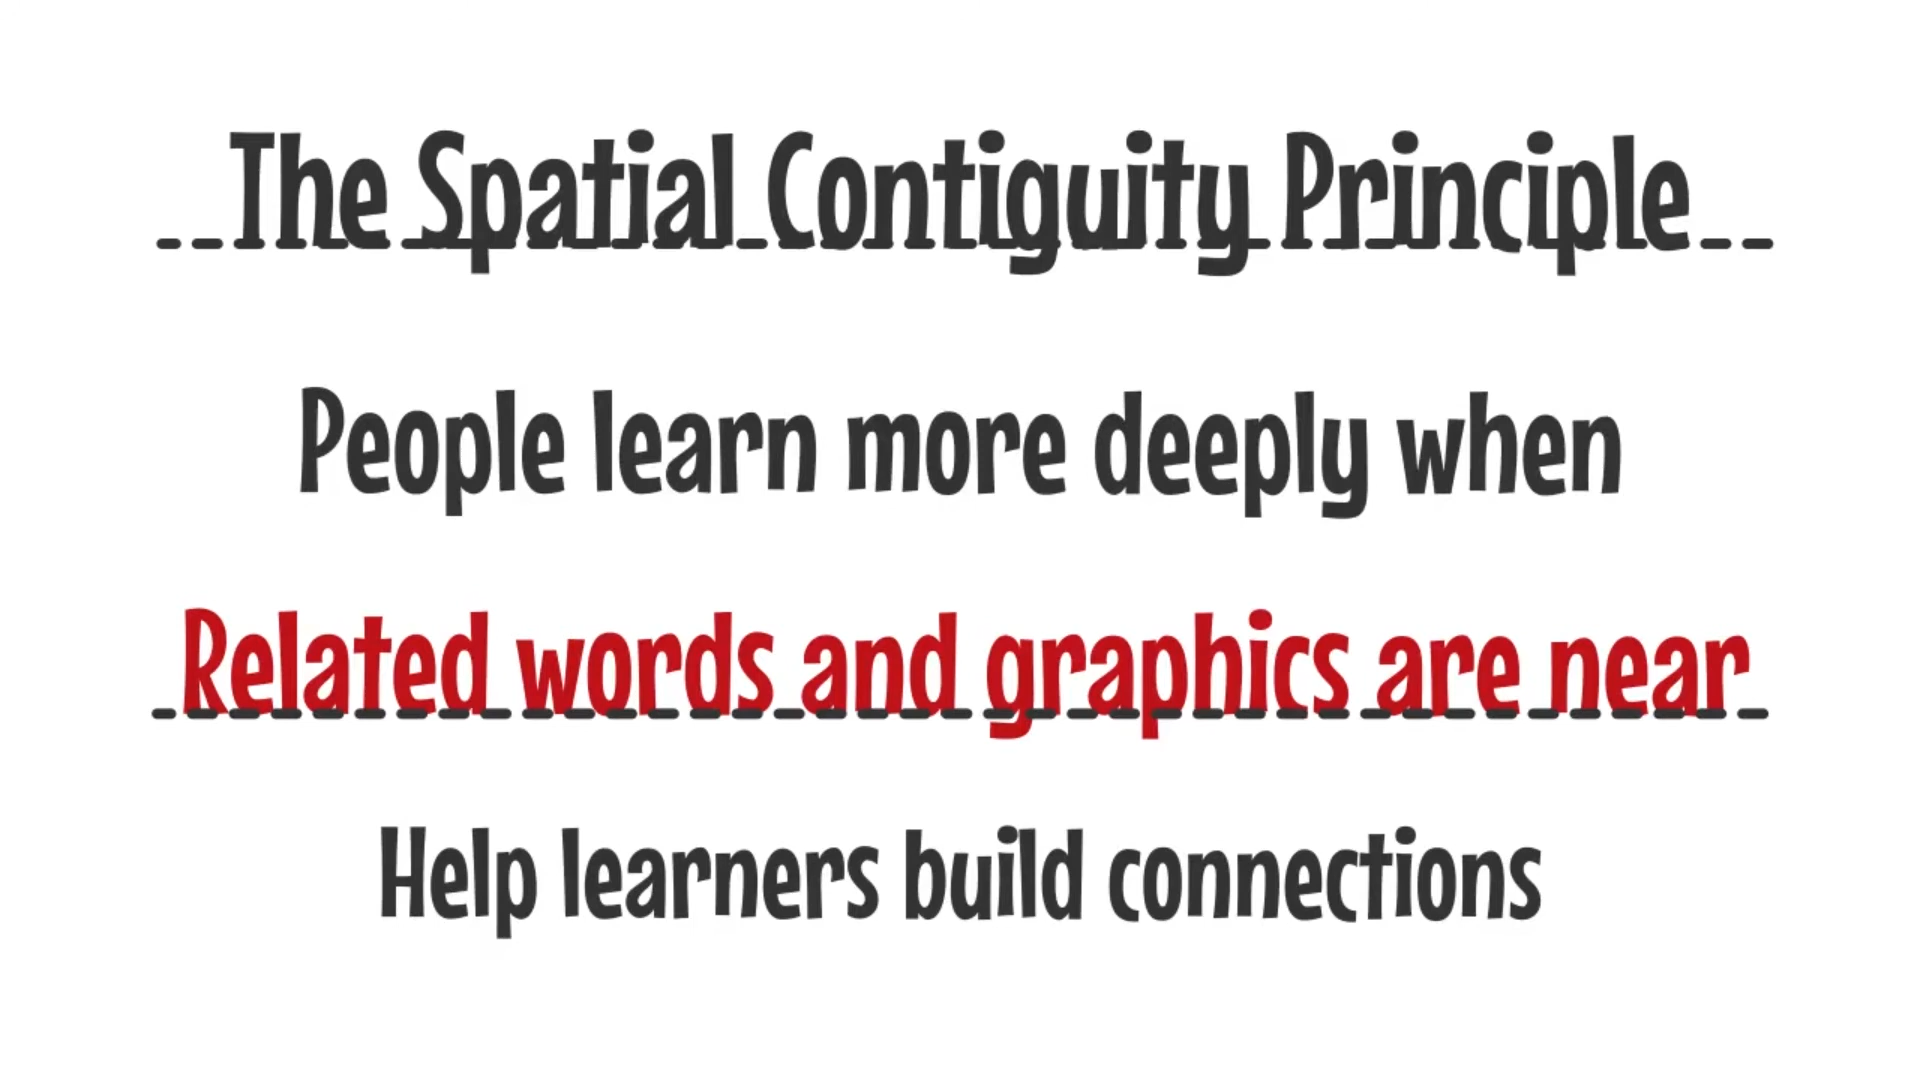 The Spatial Contiguity Principle
People learn more deeply when
Related words and graphics are near
Help learners build connections